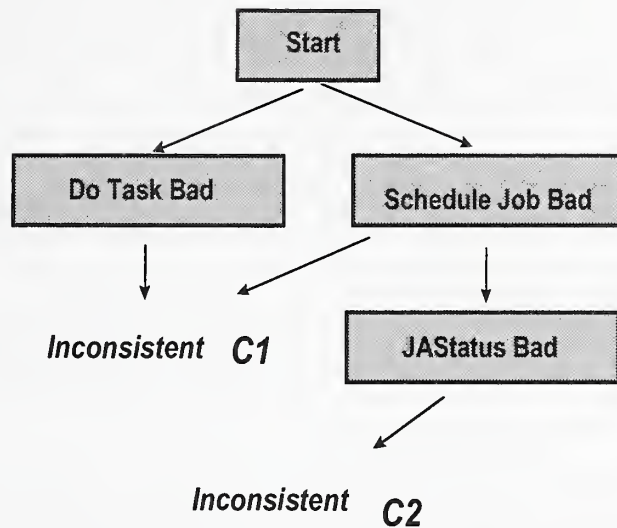 Start
Do Task Bad
Schedule Job Bad
Inconsistent C1
JAStatus Bad
Inconsistent C2